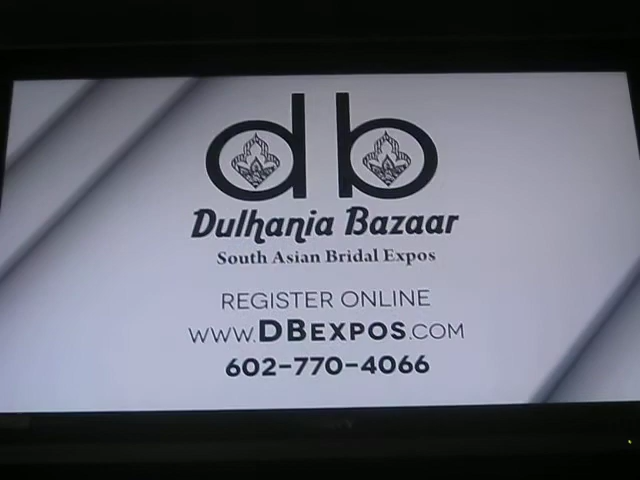 db
Dulhania Bazaar
South Asian Bridal Expos
REGISTER ONLINE
WWW.DBEXPOS.COM
602-770-4066